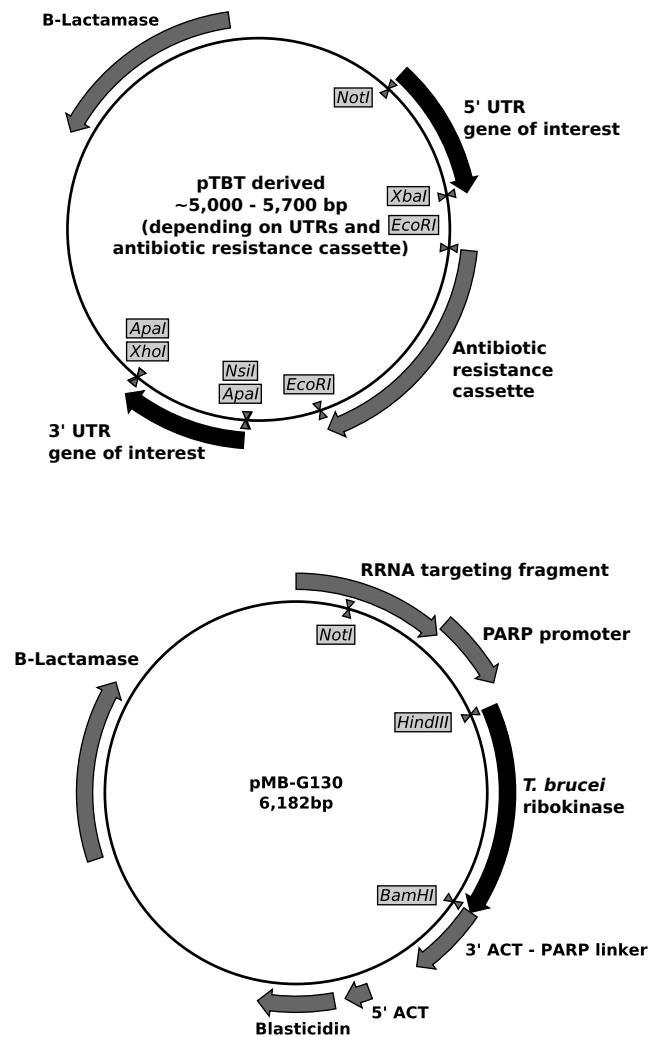 B-Lactamase
NotI
5' UTR
gene of interest
pTBT derived
~5,000 - 5,700 bp
(depending on UTRs and
antibiotic resistance cassette)
XbaI
EcoRI
ApaI
XhoI
NsiI
ApaI
EcoRI
Antibiotic
resistance
cassette
3' UTR
gene of interest
RRNA targeting fragment
NotI
PARP promoter
B-Lactamase
HindIII
pMB-G130
6,182bp
T. brucei
ribokinase
BamHI
3' ACT - PARP linker
5' ACT
Blasticidin